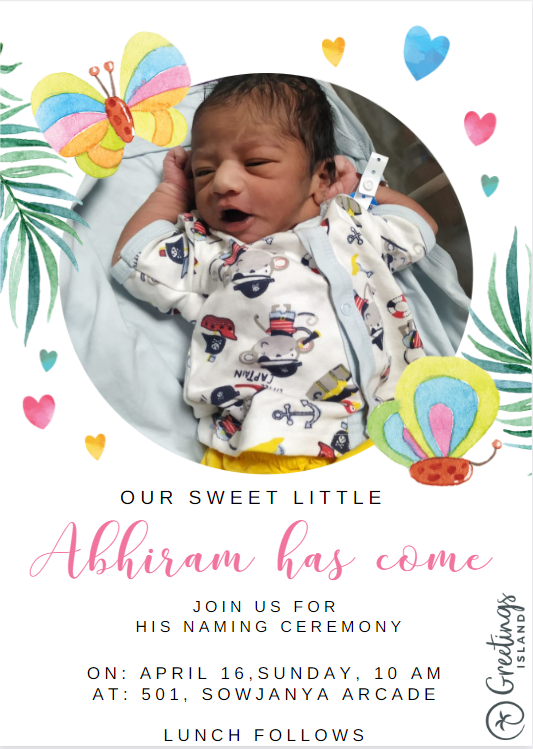 CAPTAIN
OUR SWEET LITTLE
Abhiram has come
JOIN US FOR
HIS NAMING CEREMONY
ON: APRIL 16,SUNDAY, 10 AM
AT: 501, SOWJANYA ARCADE
LUNCH FOLLOWS
Greetings
ISLAND